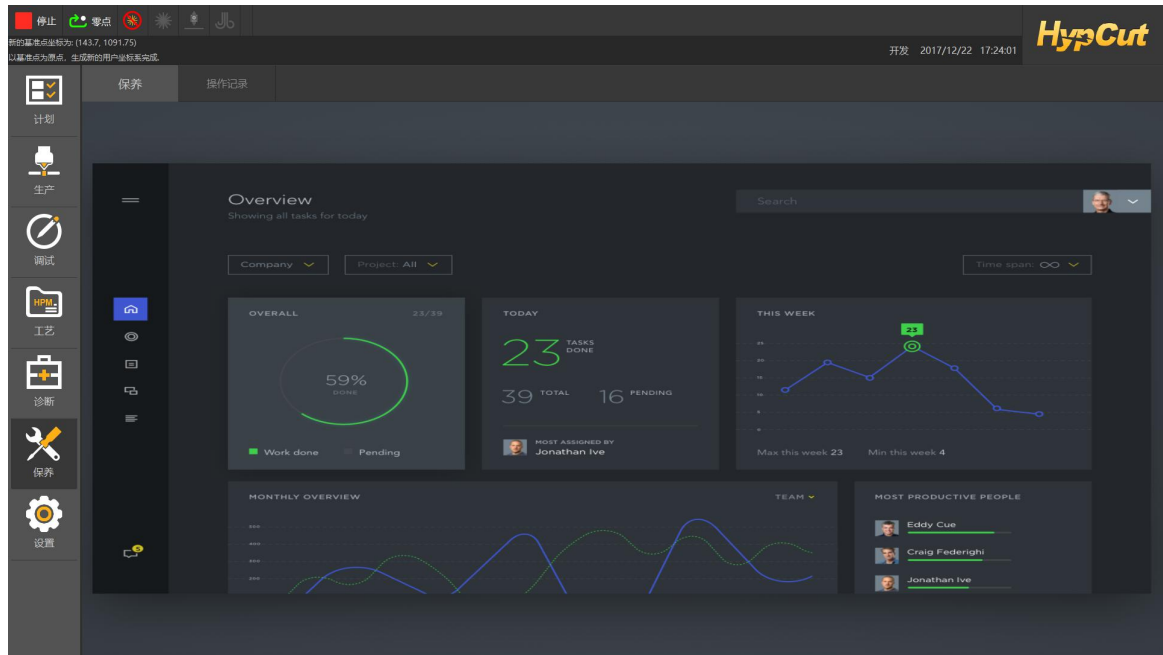 停止 零点
HypCut
新的基准点坐标为: (143.7, 1091.75)
以基准点为原点，生成新的用户坐标系完成.
开发 2017/12/22 17:24:01
保养 操作记录
计划
生产
调试
HPM
工艺
诊断
保养
设置
Overview
Showing all tasks for today
Search
Company
Project: All
Time span: ∞
OVERALL 23/39
59%
DONE
Work done Pending
TODAY
23 TASKS DONE
39 TOTAL 16 PENDING
MOST ASSIGNED BY
Jonathan Ive
THIS WEEK
23
Max this week 23 Min this week 4
MONTHLY OVERVIEW TEAM
MOST PRODUCTIVE PEOPLE
Eddy Cue
Craig Federighi
Jonathan Ive
5